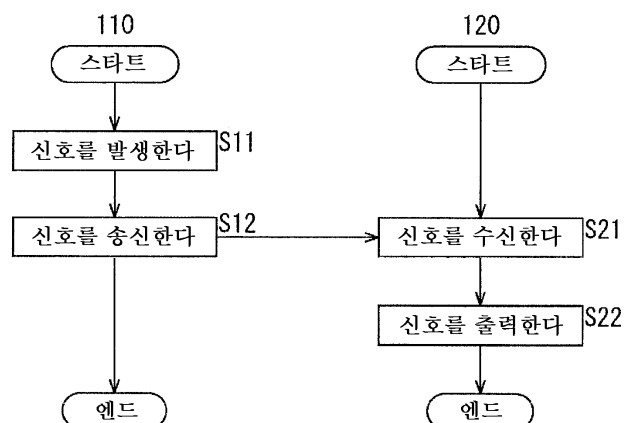 110
스타트
신호를 발생한다 S11
신호를 송신한다 S12
엔드
120
스타트
신호를 수신한다 S21
신호를 출력한다 S22
엔드